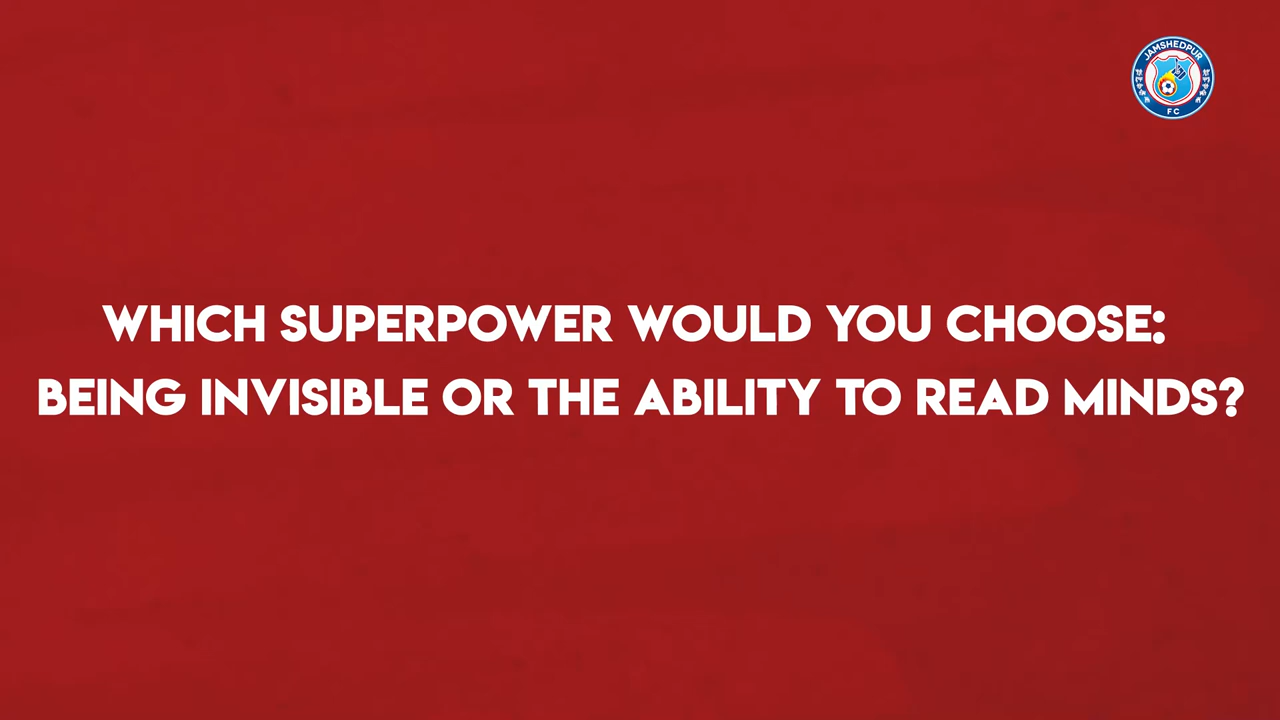 JAMSHEDPUR
FC
WHICH SUPERPOWER WOULD YOU CHOOSE:
BEING INVISIBLE OR THE ABILITY TO READ MINDS?